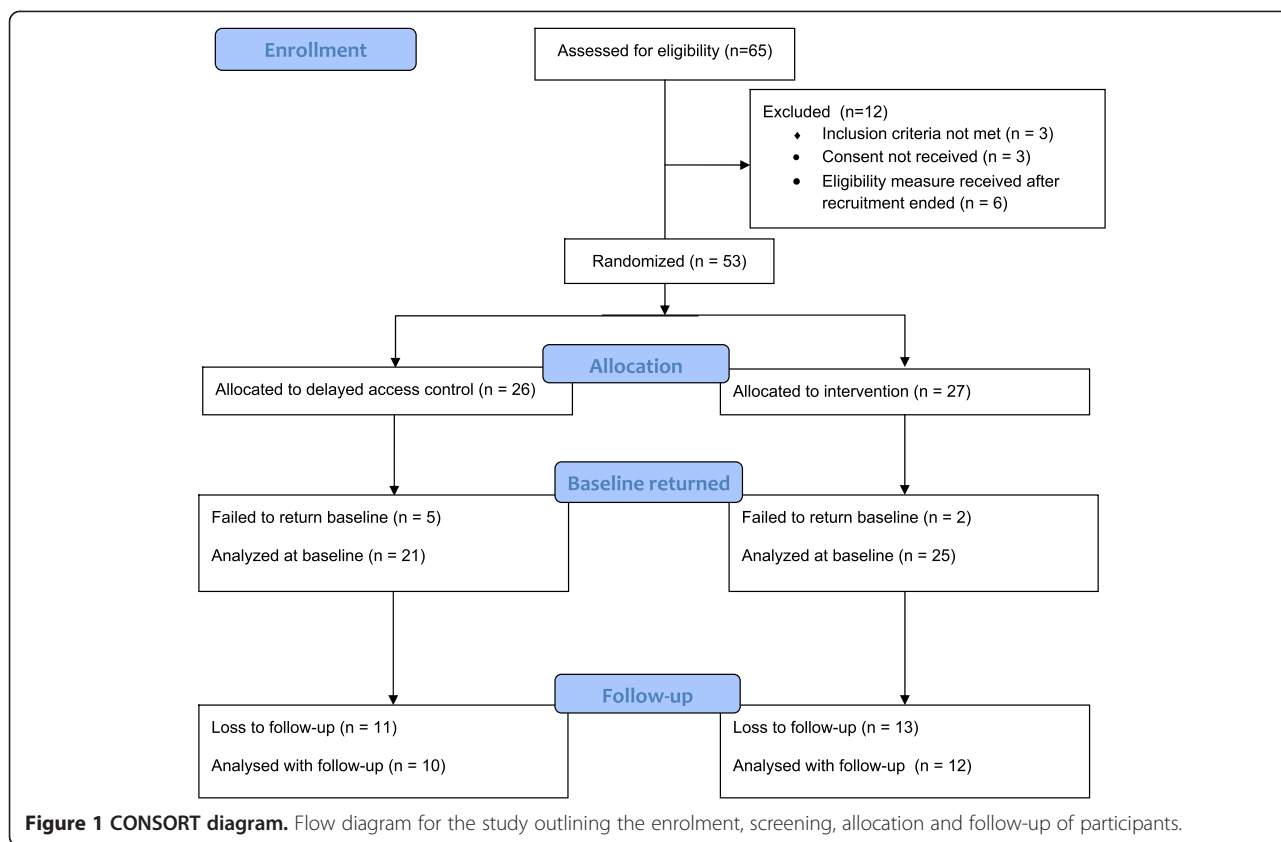 Enrollment
Assessed for eligibility (n=65)
Excluded (n=12)
♦ Inclusion criteria not met (n = 3)
● Consent not received (n = 3)
● Eligibility measure received after
recruitment ended (n = 6)
Randomized (n = 53)
Allocation
Allocated to delayed access control (n = 26)
Allocated to intervention (n = 27)
Baseline returned
Failed to return baseline (n = 5)
Analyzed at baseline (n = 21)
Failed to return baseline (n = 2)
Analyzed at baseline (n = 25)
Follow-up
Loss to follow-up (n = 11)
Analysed with follow-up (n = 10)
Loss to follow-up (n = 13)
Analysed with follow-up (n = 12)
Figure 1 CONSORT diagram. Flow diagram for the study outlining the enrolment, screening, allocation and follow-up of participants.